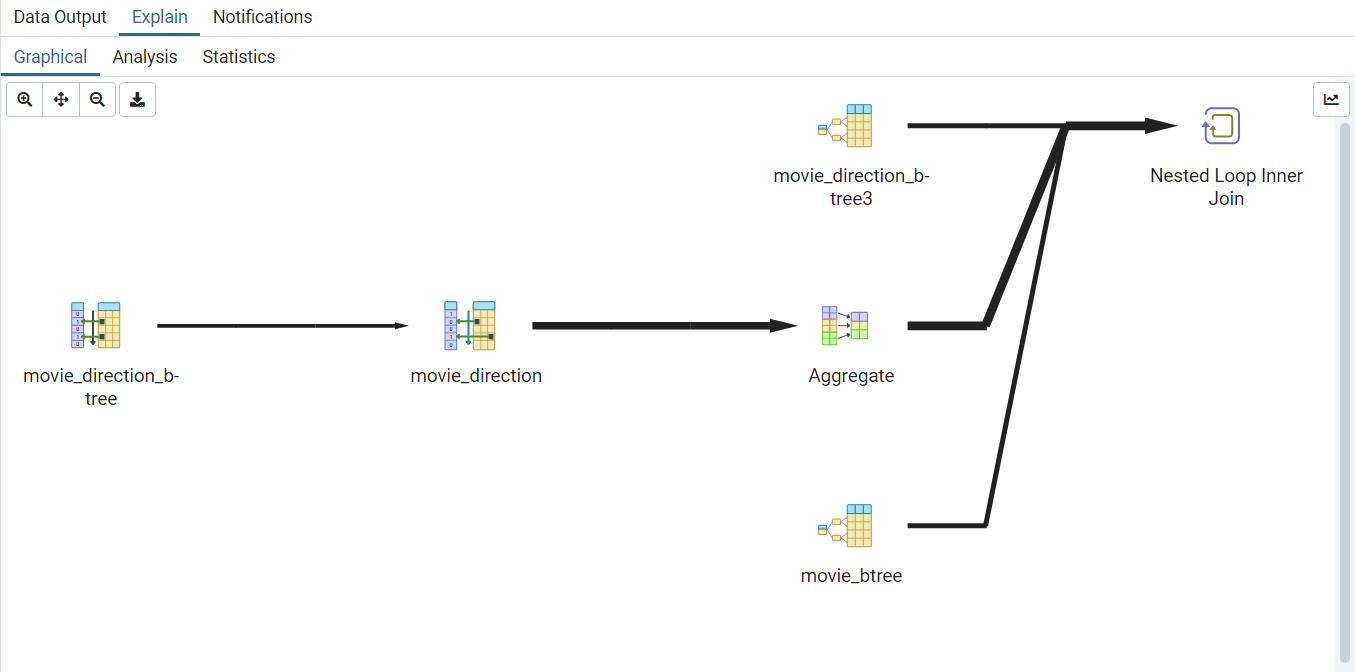 Data Output Explain Notifications
Graphical Analysis Statistics
movie_direction_b-
tree3
Nested Loop Inner
Join
movie_direction_b-
tree
movie_direction
Aggregate
movie_btree